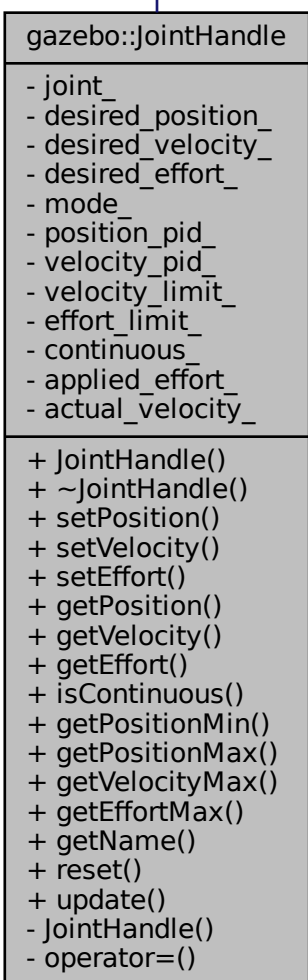 gazebo::JointHandle
- joint_
- desired_position_
- desired_velocity_
- desired_effort_
- mode_
- position_pid_
- velocity_pid_
- velocity_limit_
- effort_limit_
- continuous_
- applied_effort_
- actual_velocity_
+ JointHandle()
+ ~JointHandle()
+ setPosition()
+ setVelocity()
+ setEffort()
+ getPosition()
+ getVelocity()
+ getEffort()
+ isContinuous()
+ getPositionMin()
+ getPositionMax()
+ getVelocityMax()
+ getEffortMax()
+ getName()
+ reset()
+ update()
- JointHandle()
- operator=()